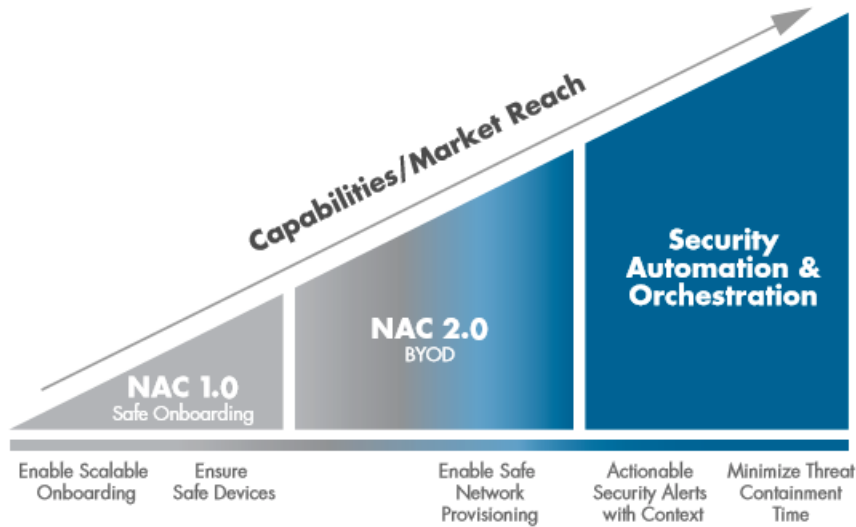 Capabilities/Market Reach
NAC 1.0
Safe Onboarding
NAC 2.0
BYOD
Security
Automation &
Orchestration
Enable Scalable
Onboarding
Ensure
Safe Devices
Enable Safe
Network
Provisioning
Actionable
Security Alerts
with Context
Minimize Threat
Containment
Time